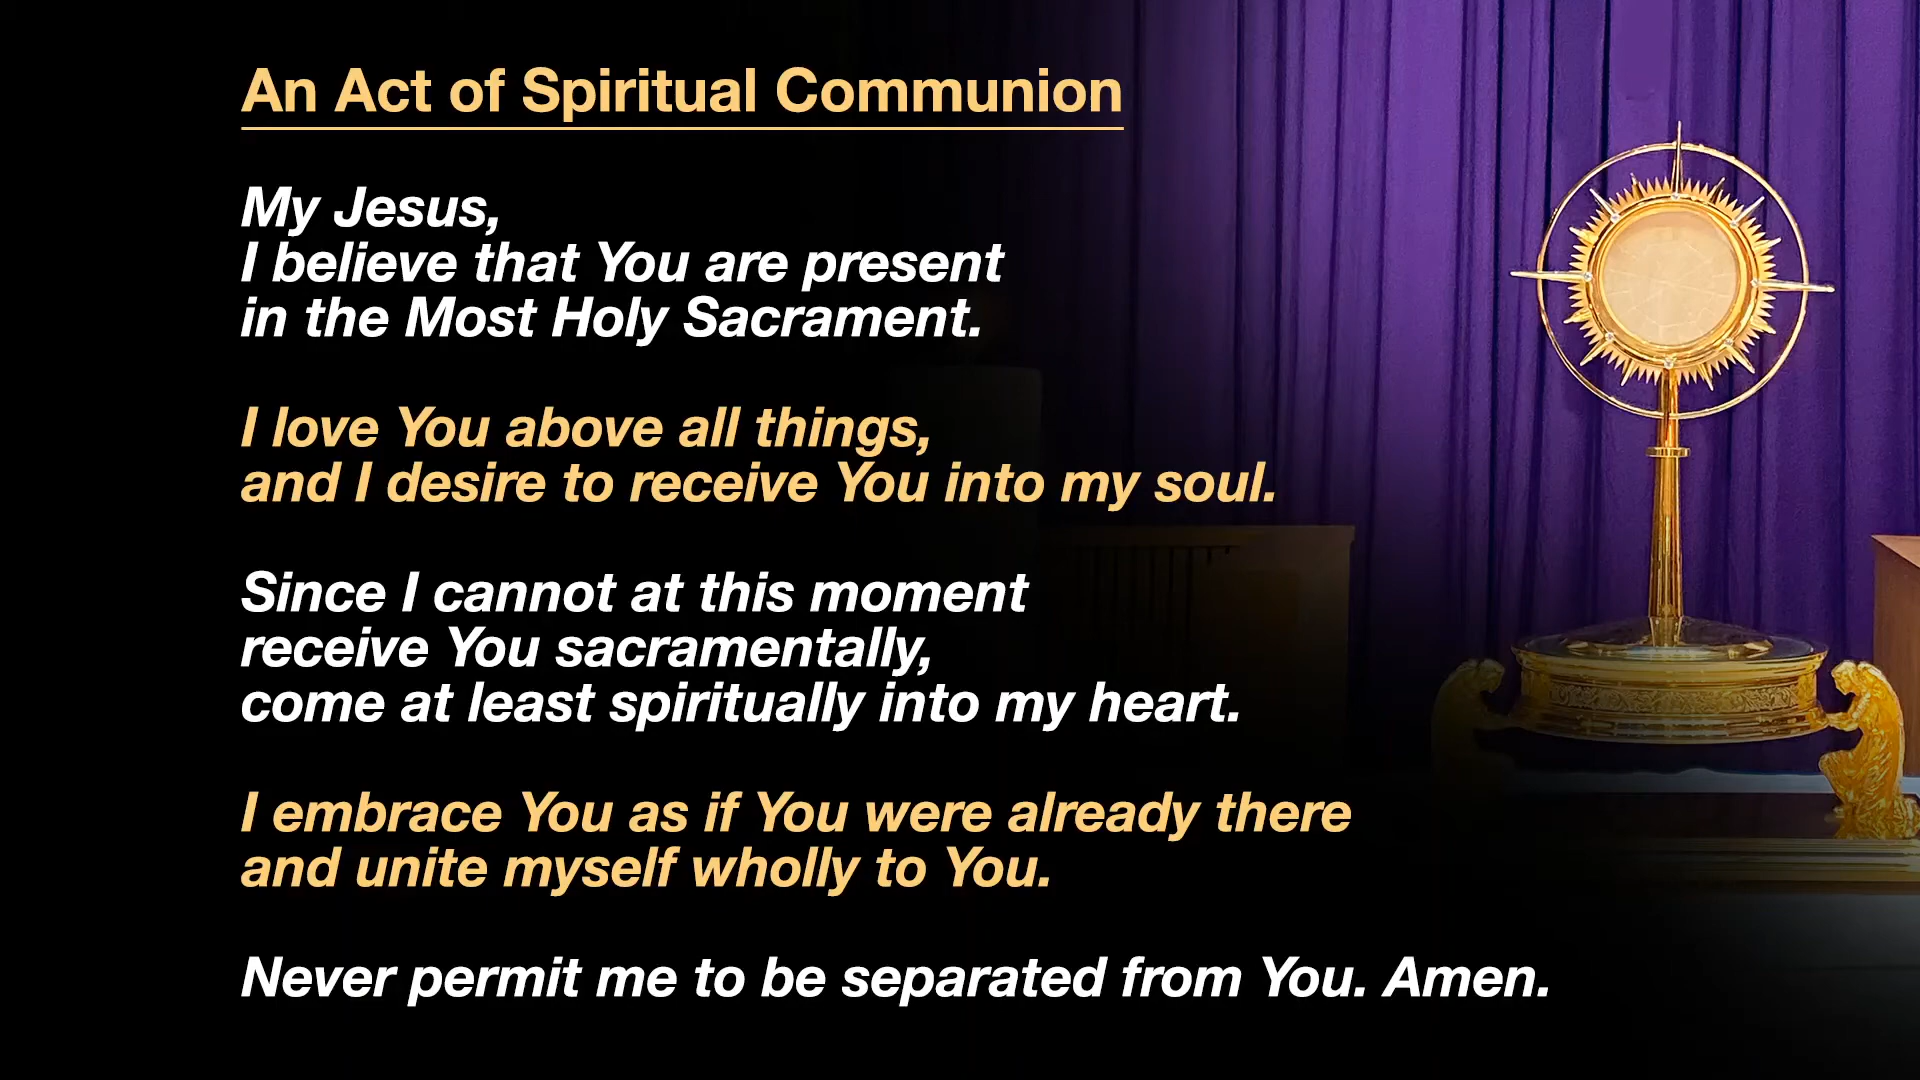 An Act of Spiritual Communion
My Jesus,
I believe that You are present
in the Most Holy Sacrament.
I love You above all things,
and I desire to receive You into my soul.
Since I cannot at this moment
receive You sacramentally,
come at least spiritually into my heart.
I embrace You as if You were already there
and unite myself wholly to You.
Never permit me to be separated from You. Amen.